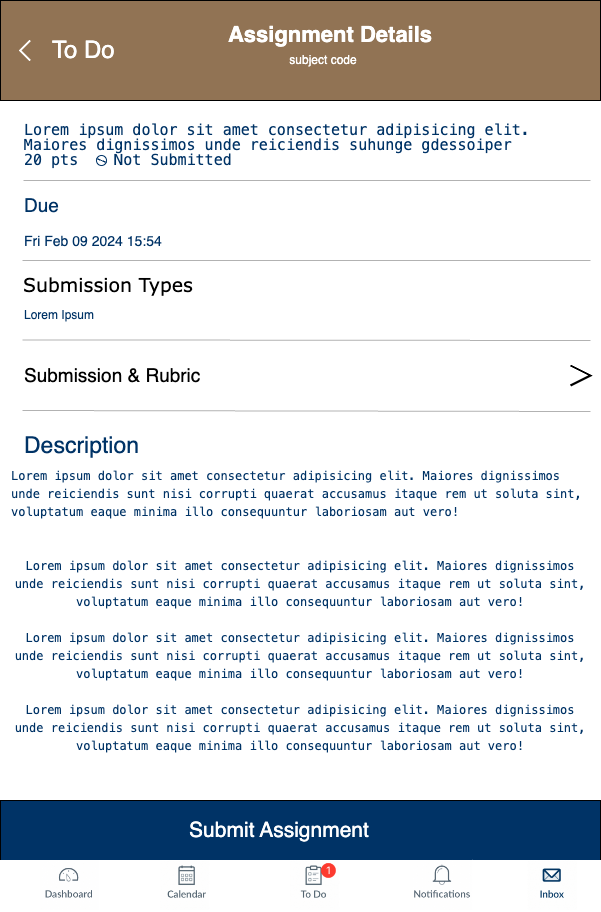 To Do
Assignment Details
subject code
Lorem ipsum dolor sit amet consectetur adipisicing elit.
Maiores dignissimos unde reiciendis suhunge gdessoiper
20 pts Not Submitted
Due
Fri Feb 09 2024 15:54
Submission Types
Lorem Ipsum
Submission & Rubric
Description
Lorem ipsum dolor sit amet consectetur adipisicing elit. Maiores dignissimos
unde reiciendis sunt nisi corrupti quaerat accusamus itaque rem ut soluta sint,
voluptatum eaque minima illo consequuntur laboriosam aut vero!
Lorem ipsum dolor sit amet consectetur adipisicing elit. Maiores dignissimos
unde reiciendis sunt nisi corrupti quaerat accusamus itaque rem ut soluta sint,
voluptatum eaque minima illo consequuntur laboriosam aut vero!
Lorem ipsum dolor sit amet consectetur adipisicing elit. Maiores dignissimos
unde reiciendis sunt nisi corrupti quaerat accusamus itaque rem ut soluta sint,
voluptatum eaque minima illo consequuntur laboriosam aut vero!
Lorem ipsum dolor sit amet consectetur adipisicing elit. Maiores dignissimos
unde reiciendis sunt nisi corrupti quaerat accusamus itaque rem ut soluta sint,
voluptatum eaque minima illo consequuntur laboriosam aut vero!
Submit Assignment
1
Dashboard Calendar To Do Notifications Inbox